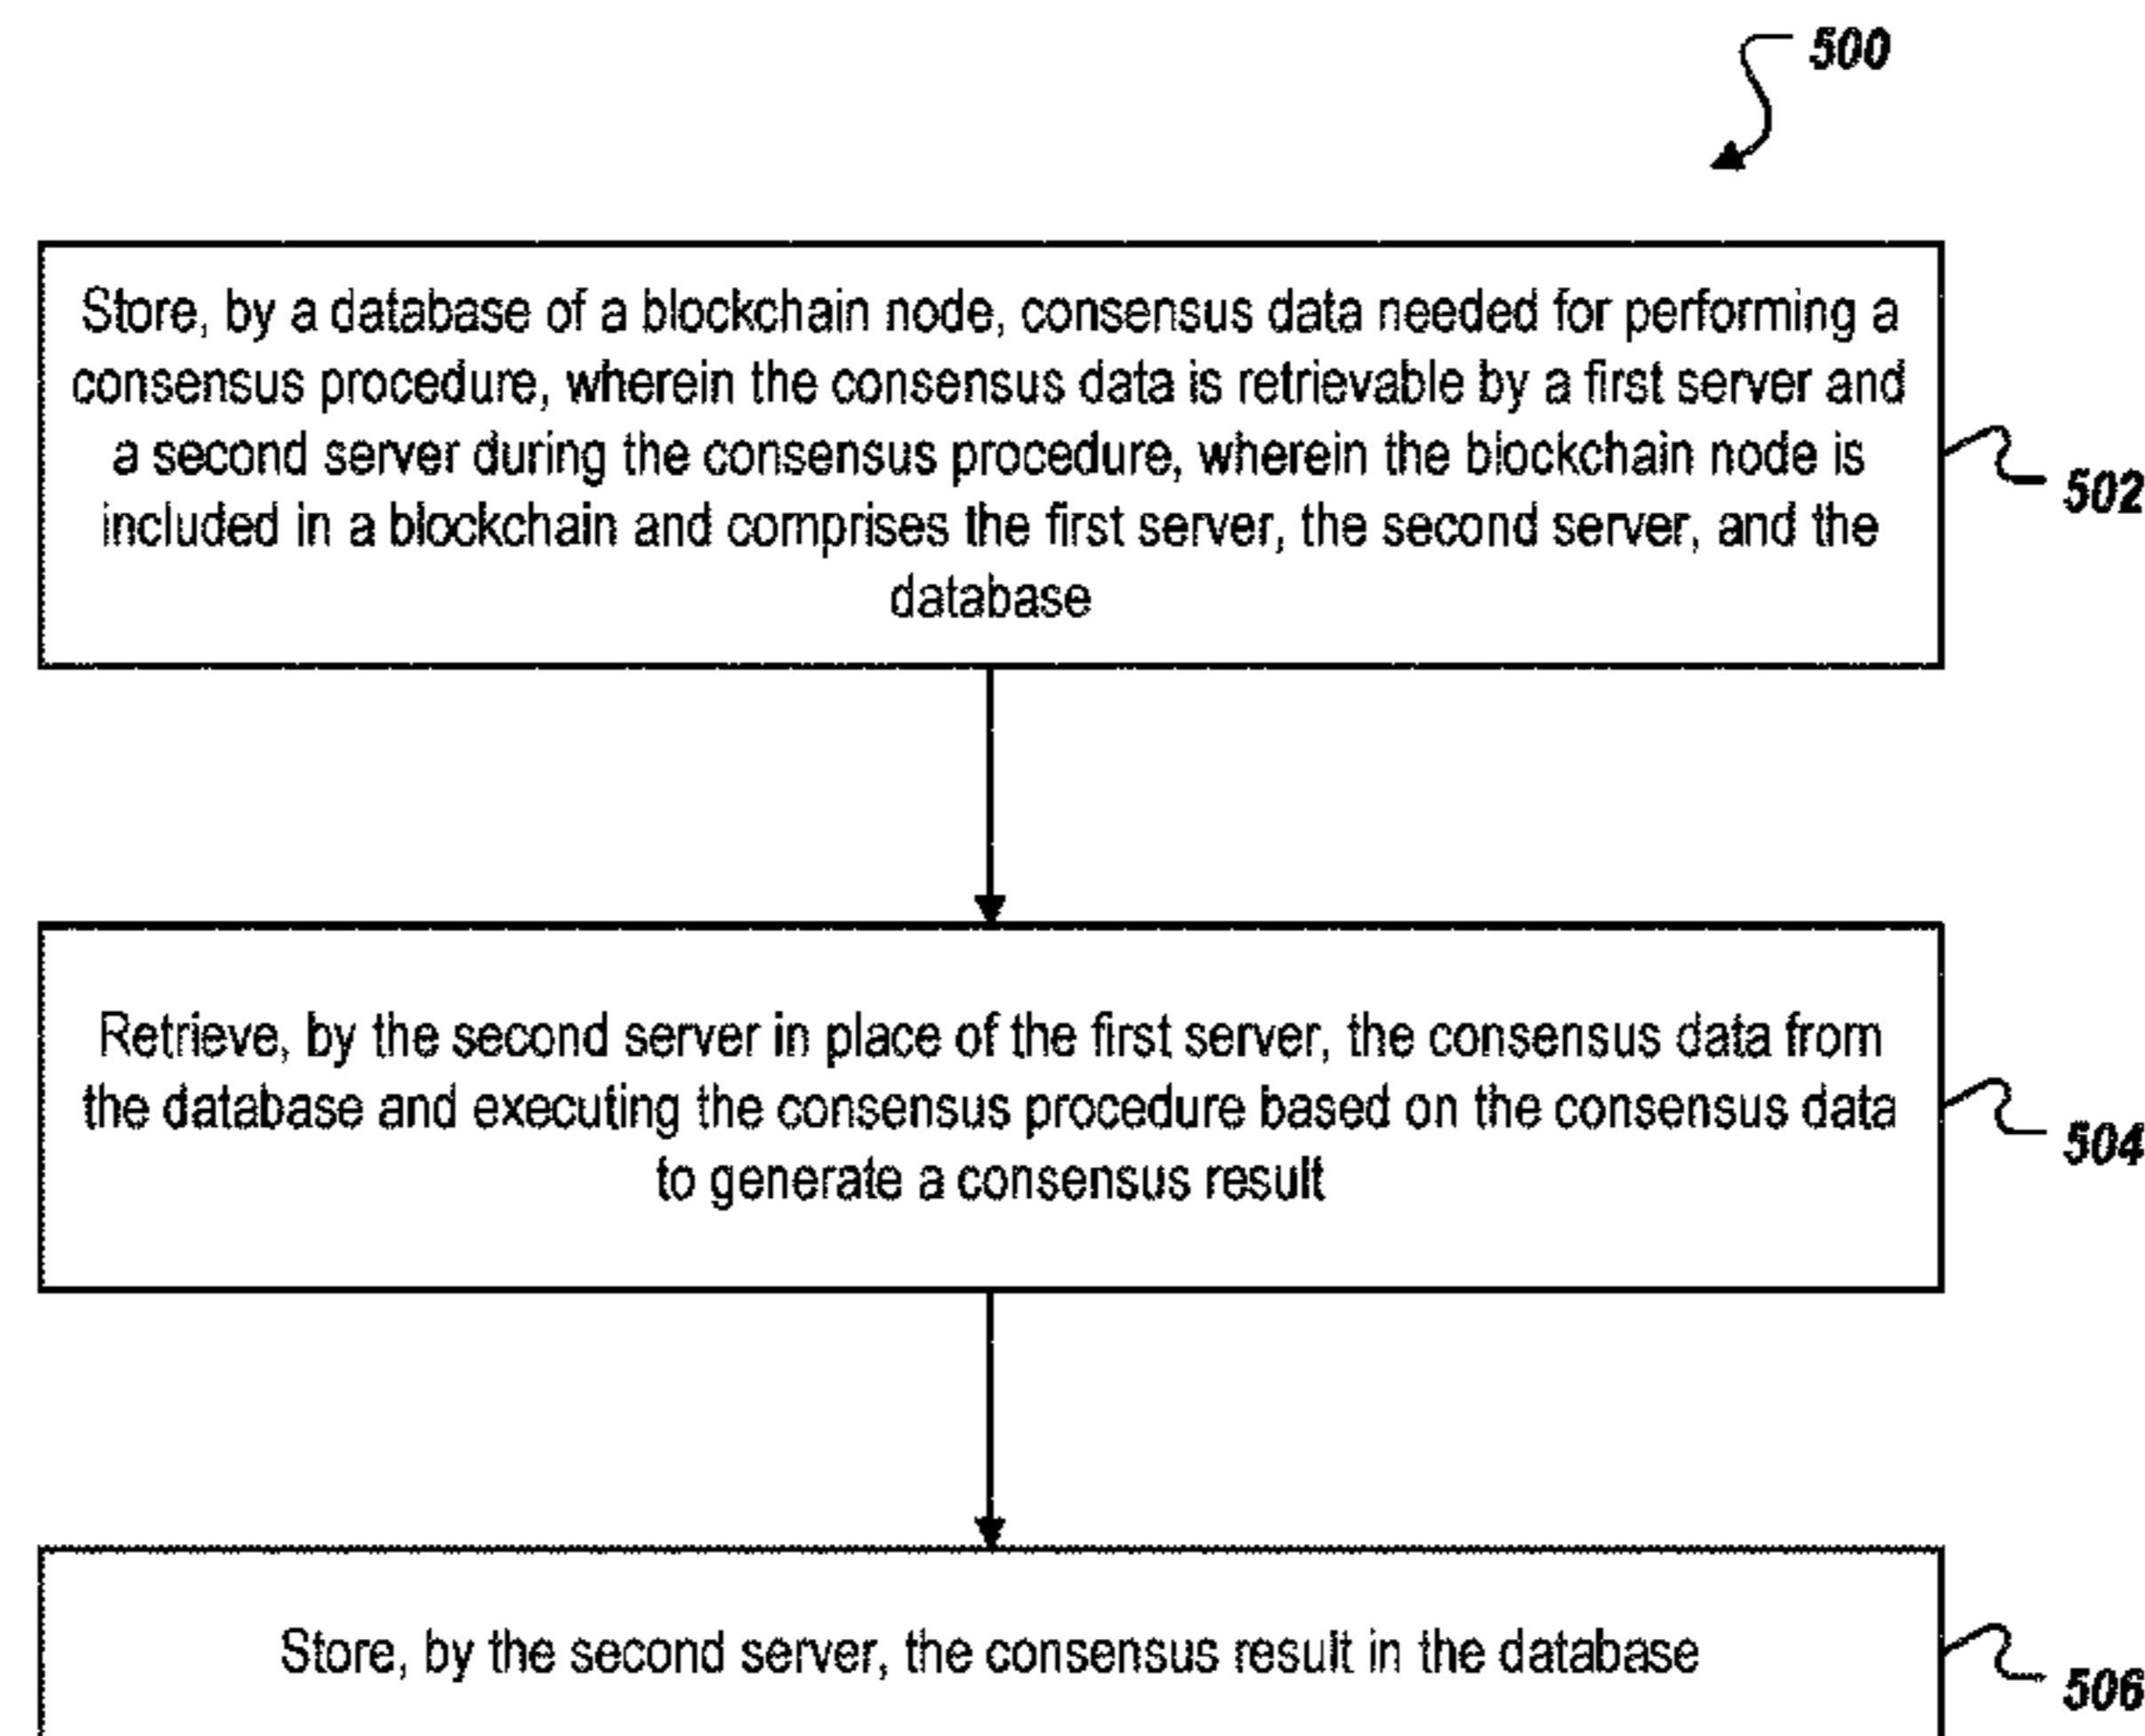 500
Store, by a database of a blockchain node, consensus data needed for performing a
consensus procedure, wherein the consensus data is retrievable by a first server and
a second server during the consensus procedure, wherein the blockchain node is
included in a blockchain and comprises the first server, the second server, and the
database
502
Retrieve, by the second server in place of the first server, the consensus data from
the database and executing the consensus procedure based on the consensus data
to generate a consensus result
504
Store, by the second server, the consensus result in the database
506